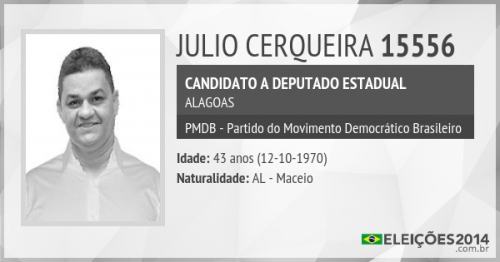 JULIO CERQUEIRA 15556
CANDIDATO A DEPUTADO ESTADUAL
ALAGOAS
PMDB - Partido do Movimento Democrático Brasileiro
Idade: 43 anos (12-10-1970)
Naturalidade: AL - Maceio
ELEIÇÕES2014
.com.br